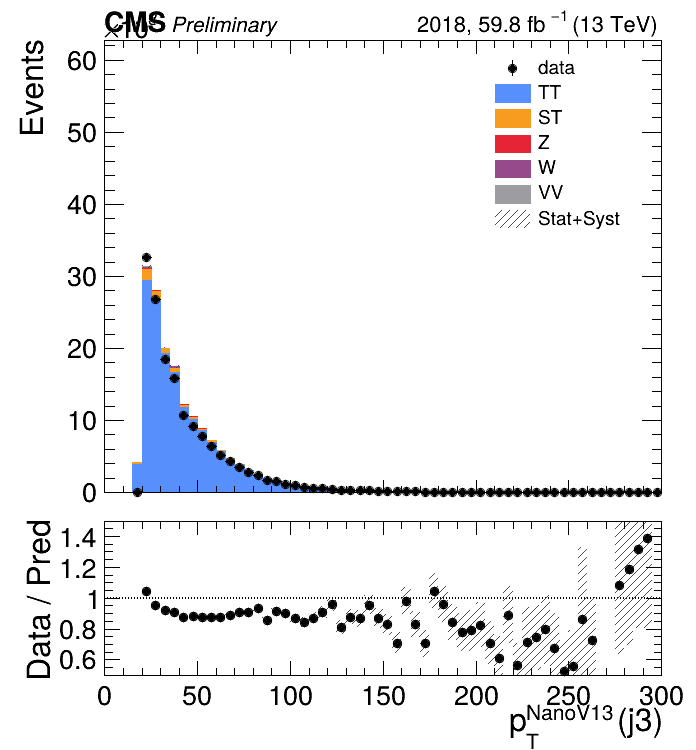 CMS Preliminary 2018, 59.8 fb⁻¹ (13 TeV)
Events
60
50
40
30
20
10
0
data
TT
ST
Z
W
VV
Stat+Syst
Data / Pred
1.4
1.2
1
0.8
0.6
0 50 100 150 200 250 300
p_T^NanoV13 (j3)